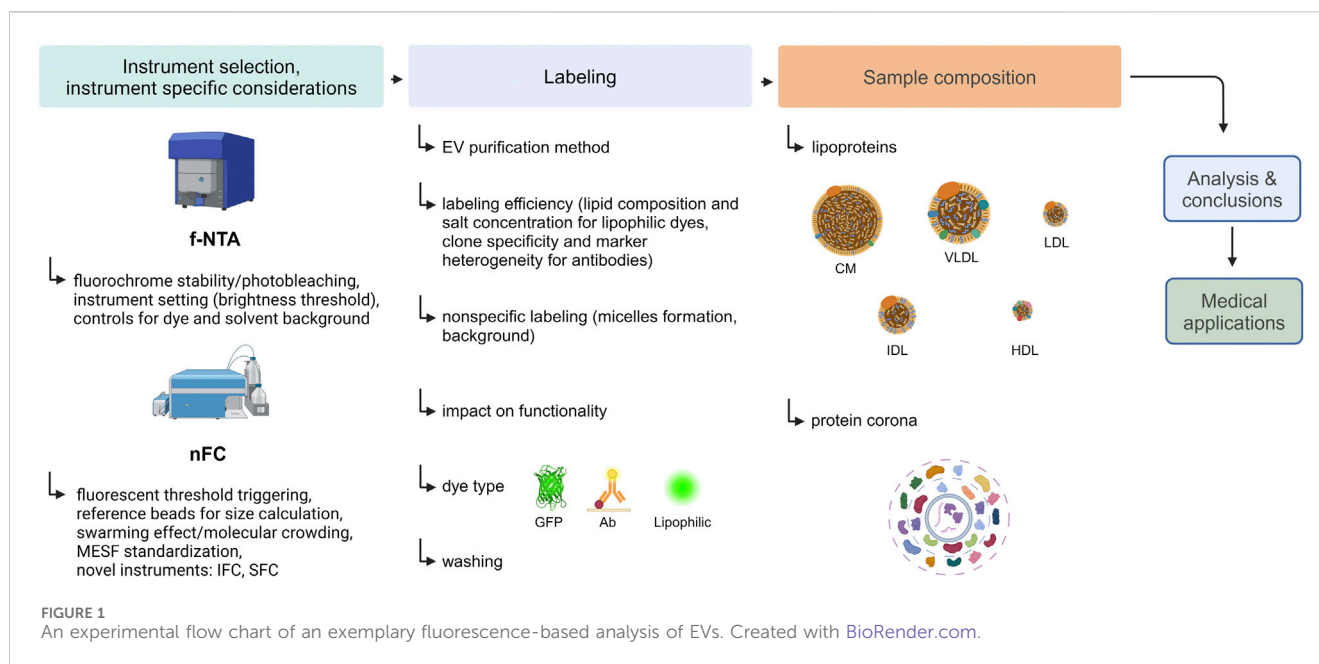 Instrument selection,
instrument specific considerations
f-NTA
fluorochrome stability/photobleaching,
instrument setting (brightness threshold),
controls for dye and solvent background
nFC
fluorescent threshold triggering,
reference beads for size calculation,
swarming effect/molecular crowding,
MESF standardization,
novel instruments: IFC, SFC
Labeling
EV purification method
labeling efficiency (lipid composition and
salt concentration for lipophilic dyes,
clone specificity and marker
heterogeneity for antibodies)
nonspecific labeling (micelles formation,
background)
impact on functionality
dye type
GFP
Ab
Lipophilic
washing
Sample composition
lipoproteins
CM
VLDL
LDL
IDL
HDL
protein corona
Analysis &
conclusions
Medical
applications
FIGURE 1
An experimental flow chart of an exemplary fluorescence-based analysis of EVs. Created with BioRender.com.